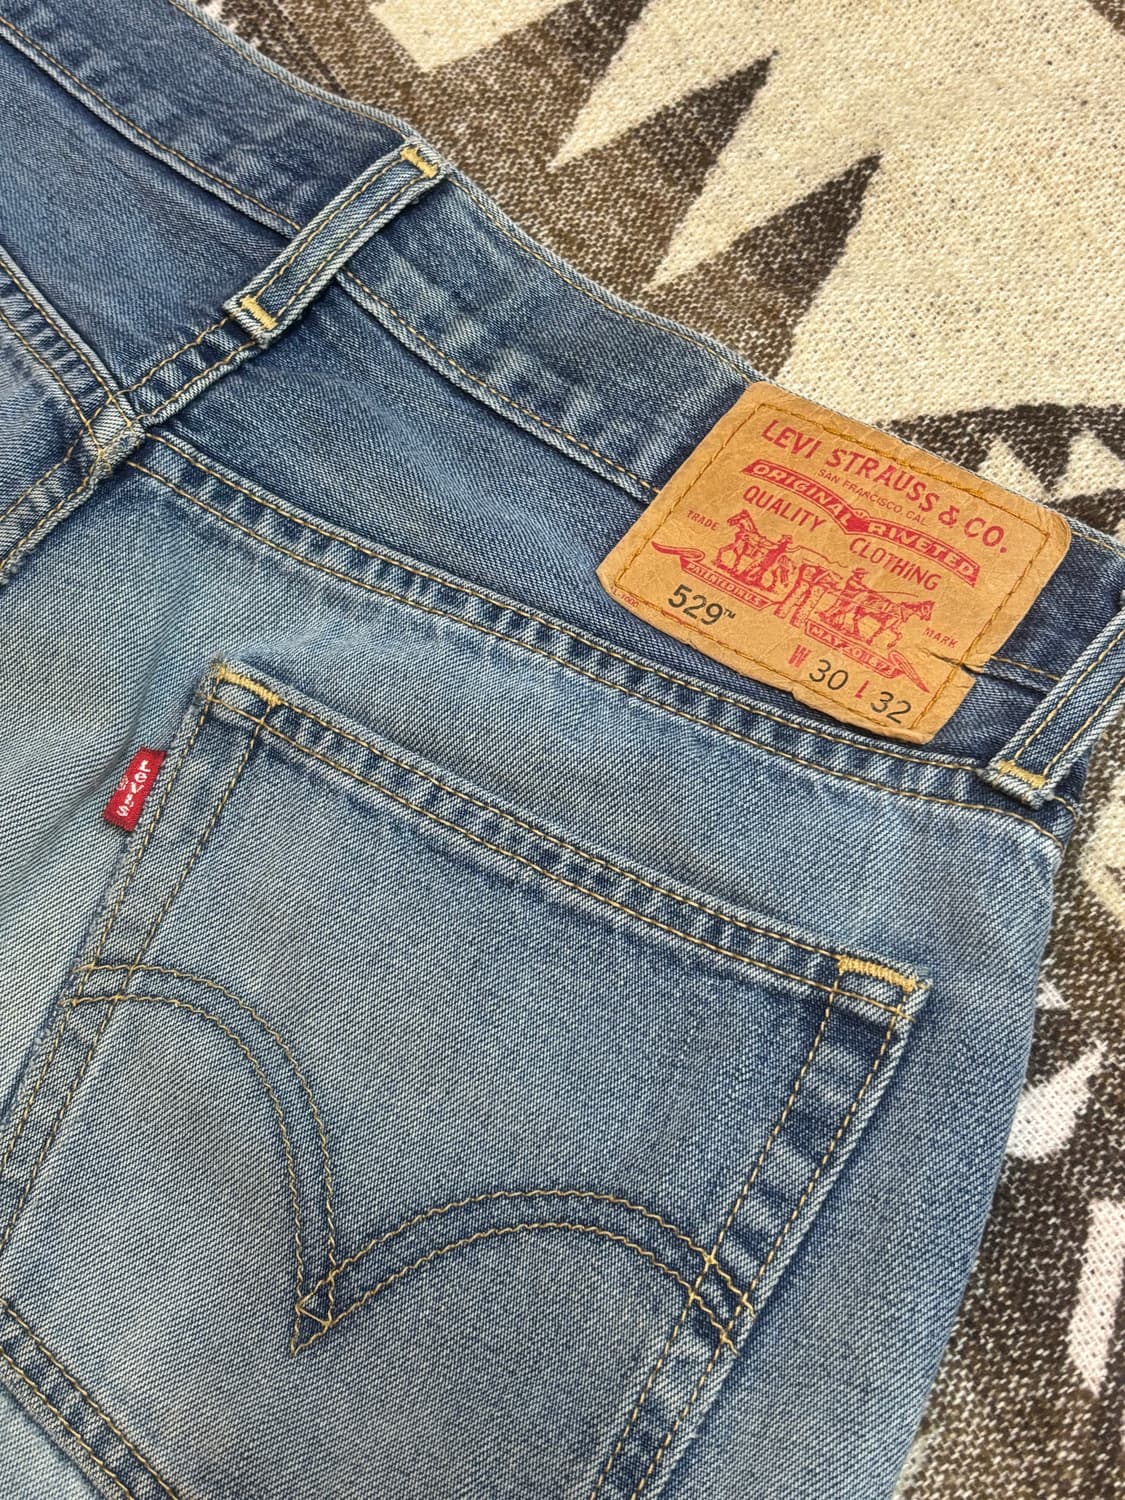 LEVI STRAUSS & CO.
SAN FRANCISCO, CAL.
ORIGINAL RIVETED
QUALITY CLOTHING
TRADE MARK
529™
W 30 L 32
Levi's